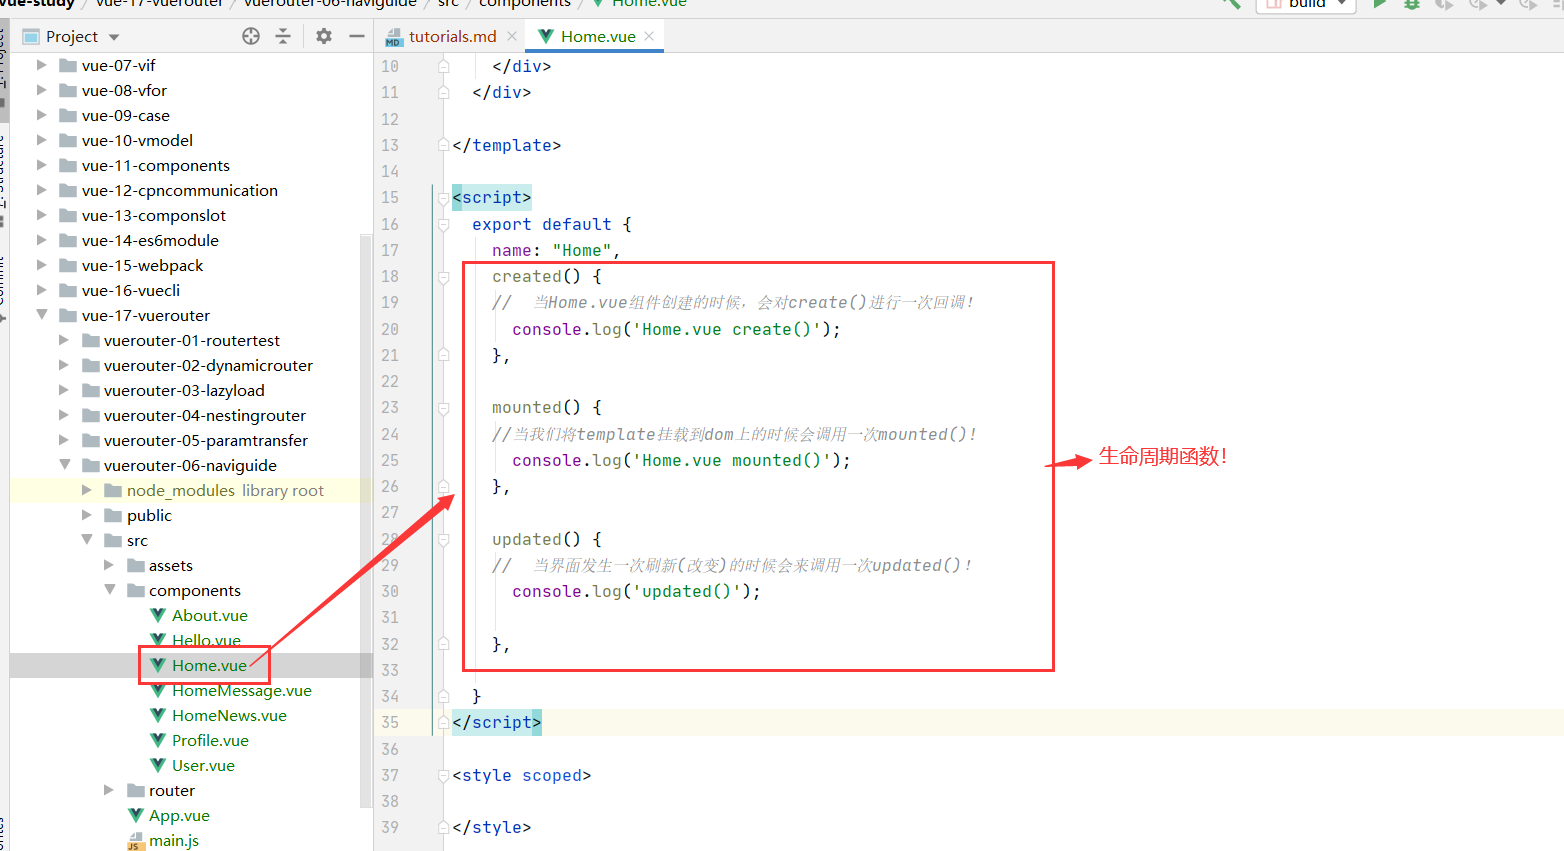 vue-study vue-17-vuerouter vuerouter-06-naviguide src components Home.vue
build
Project
tutorials.md
Home.vue
vue-07-vif
vue-08-vfor
vue-09-case
vue-10-vmodel
vue-11-components
vue-12-cpncommunication
vue-13-componslot
vue-14-es6module
vue-15-webpack
vue-16-vuecli
vue-17-vuerouter
vuerouter-01-routertest
vuerouter-02-dynamicrouter
vuerouter-03-lazyload
vuerouter-04-nestingrouter
vuerouter-05-paramtransfer
vuerouter-06-naviguide
node_modules library root
public
src
assets
components
About.vue
Hello.vue
Home.vue
HomeMessage.vue
HomeNews.vue
Profile.vue
User.vue
router
App.vue
main.js
10 </div>
11 </div>
12
13 </template>
14
15 <script>
16 export default {
17 name: "Home",
18 created() {
19 // 当Home.vue组件创建的时候，会对create()进行一次回调！
20 console.log('Home.vue create()');
21 },
22
23 mounted() {
24 //当我们将template挂载到dom上的时候会调用一次mounted()！
25 console.log('Home.vue mounted()');
26 },
27
28 updated() {
29 // 当界面发生一次刷新(改变)的时候会来调用一次updated()！
30 console.log('updated()');
31
32 },
33
34 }
35 </script>
36
37 <style scoped>
38
39 </style>
生命周期函数！